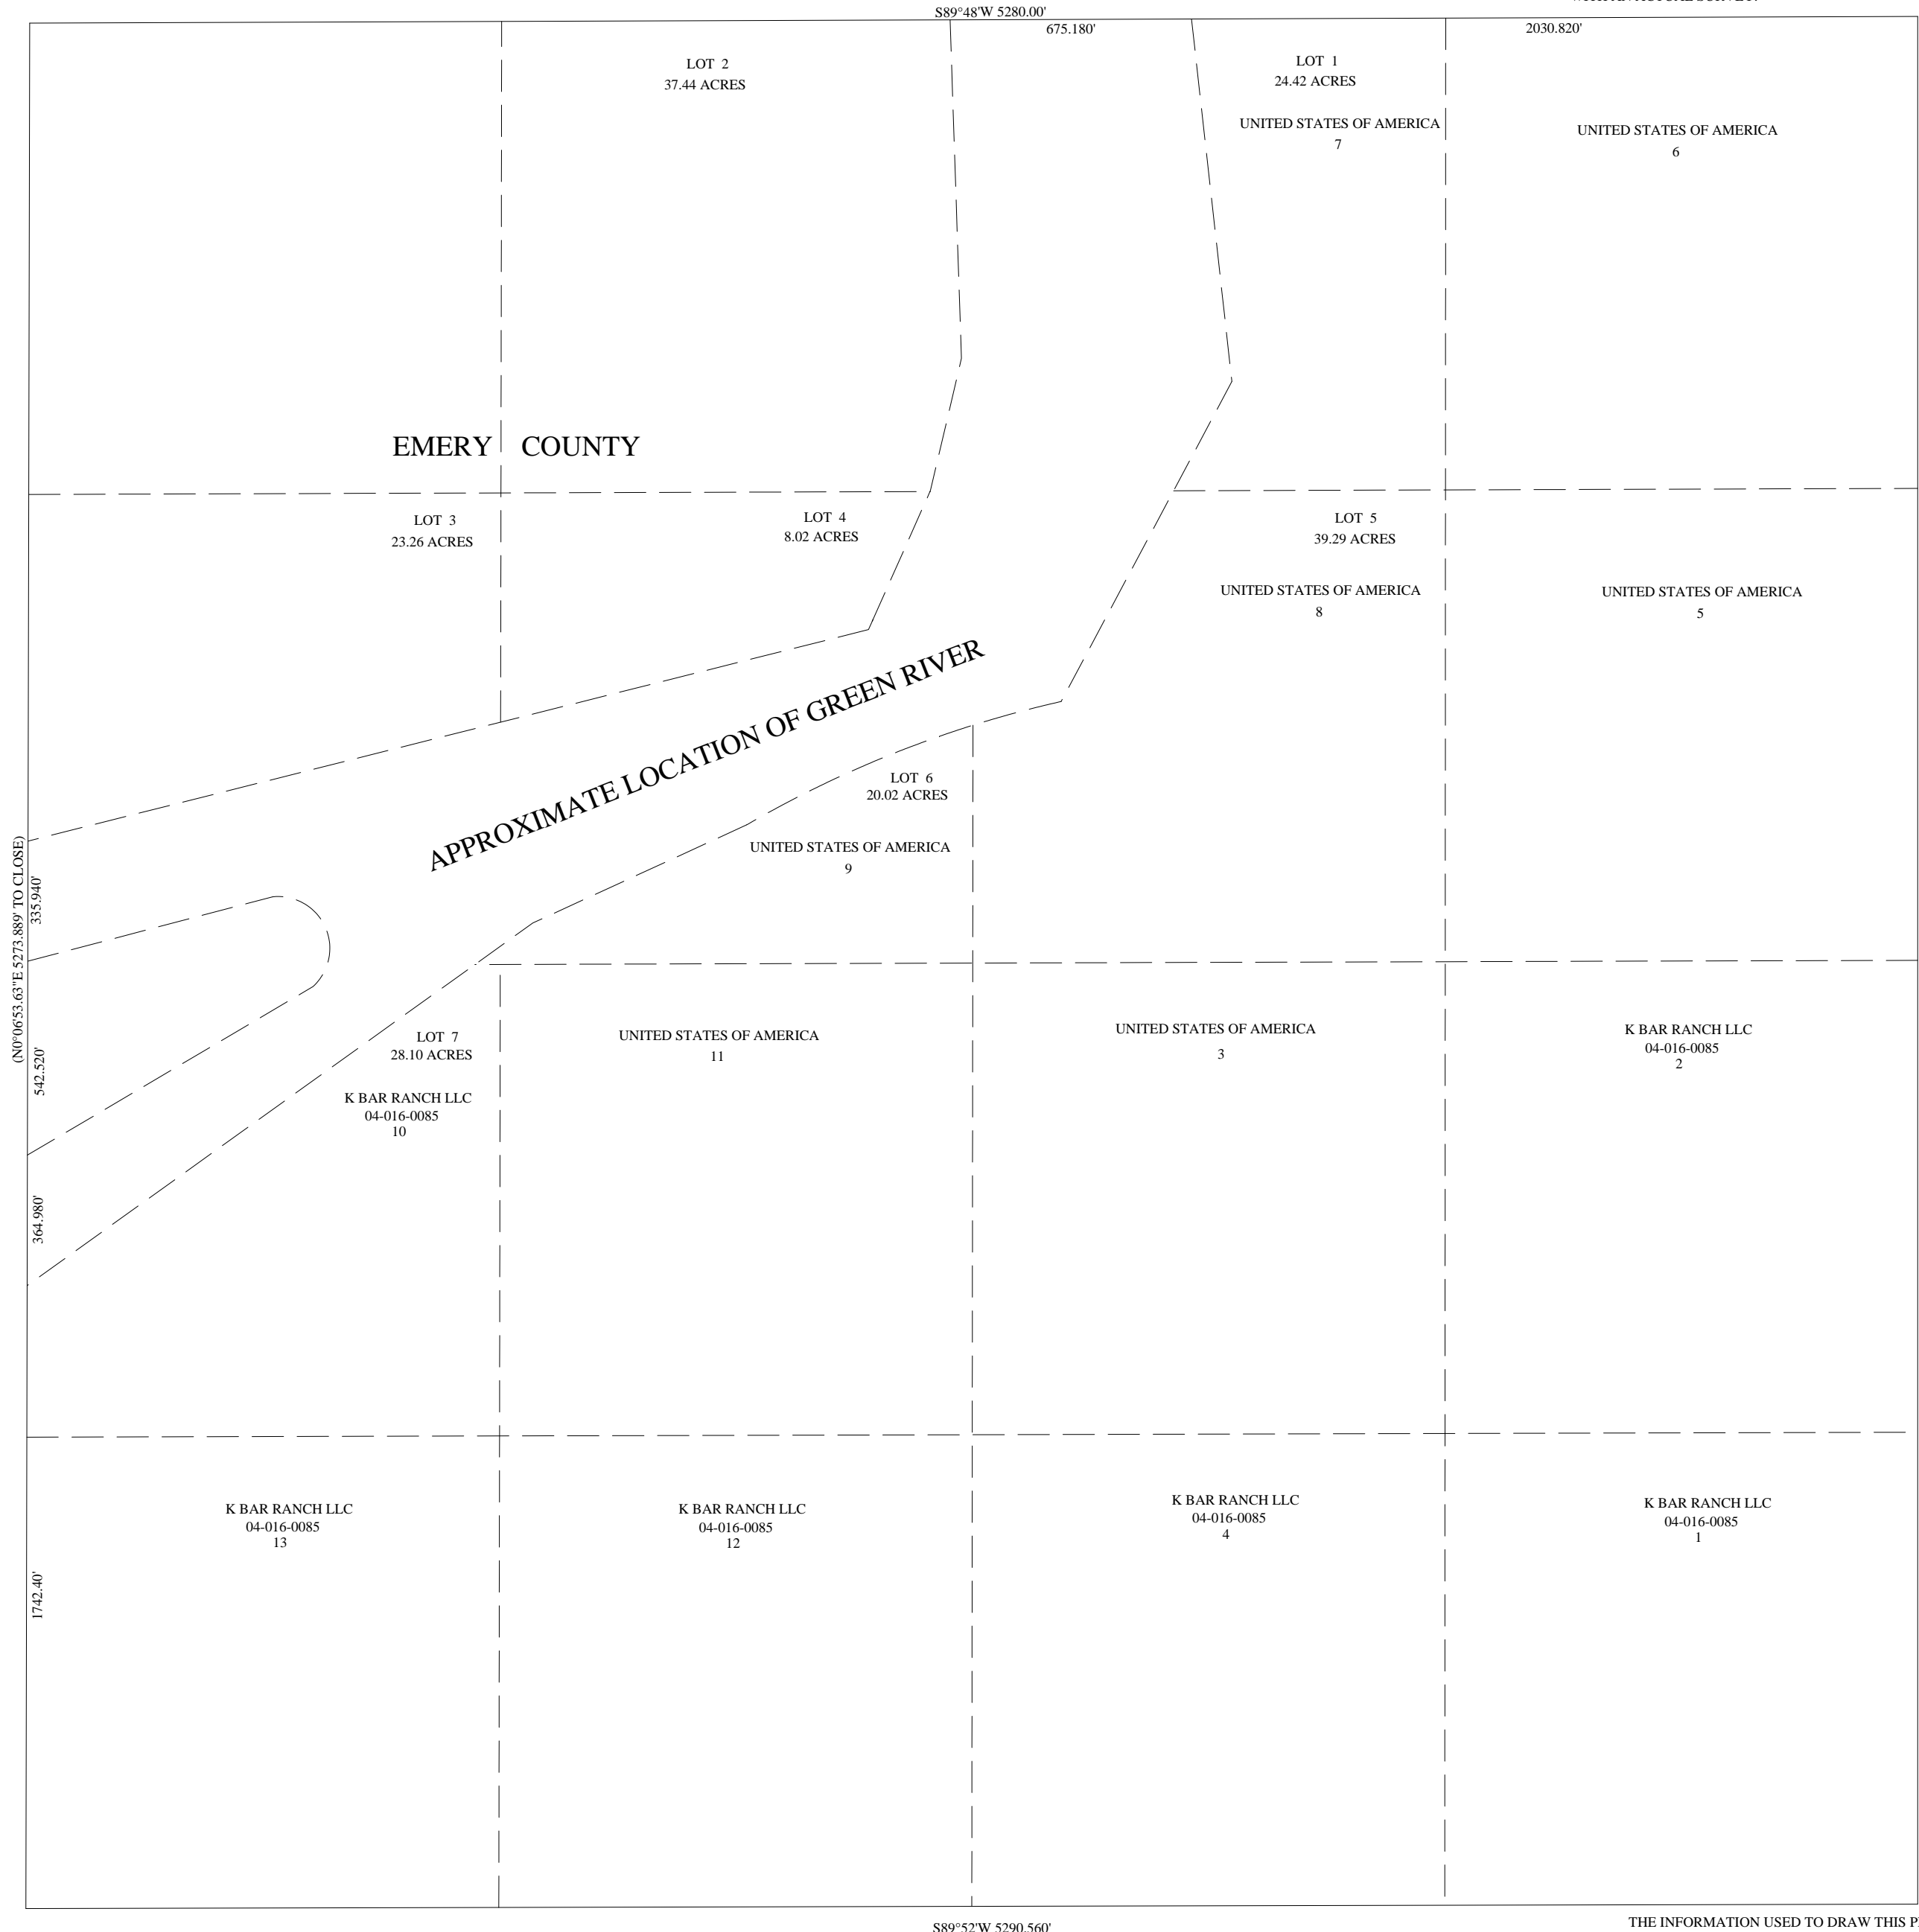 S89°48'W 5280.00'
675.180'
2030.820'
LOT 2
37.44 ACRES
LOT 1
24.42 ACRES
UNITED STATES OF AMERICA
7
UNITED STATES OF AMERICA
6
EMERY COUNTY
LOT 3
23.26 ACRES
LOT 4
8.02 ACRES
LOT 5
39.29 ACRES
UNITED STATES OF AMERICA
8
UNITED STATES OF AMERICA
5
APPROXIMATE LOCATION OF GREEN RIVER
LOT 6
20.02 ACRES
UNITED STATES OF AMERICA
9
(N0°06'53.63"E 5273.889' TO CLOSE)
335.940'
542.520'
364.980'
1742.40'
LOT 7
28.10 ACRES
K BAR RANCH LLC
04-016-0085
10
UNITED STATES OF AMERICA
11
UNITED STATES OF AMERICA
3
K BAR RANCH LLC
04-016-0085
2
K BAR RANCH LLC
04-016-0085
13
K BAR RANCH LLC
04-016-0085
12
K BAR RANCH LLC
04-016-0085
4
K BAR RANCH LLC
04-016-0085
1
S89°52'W 5290.560'
THE INFORMATION USED TO DRAW THIS P